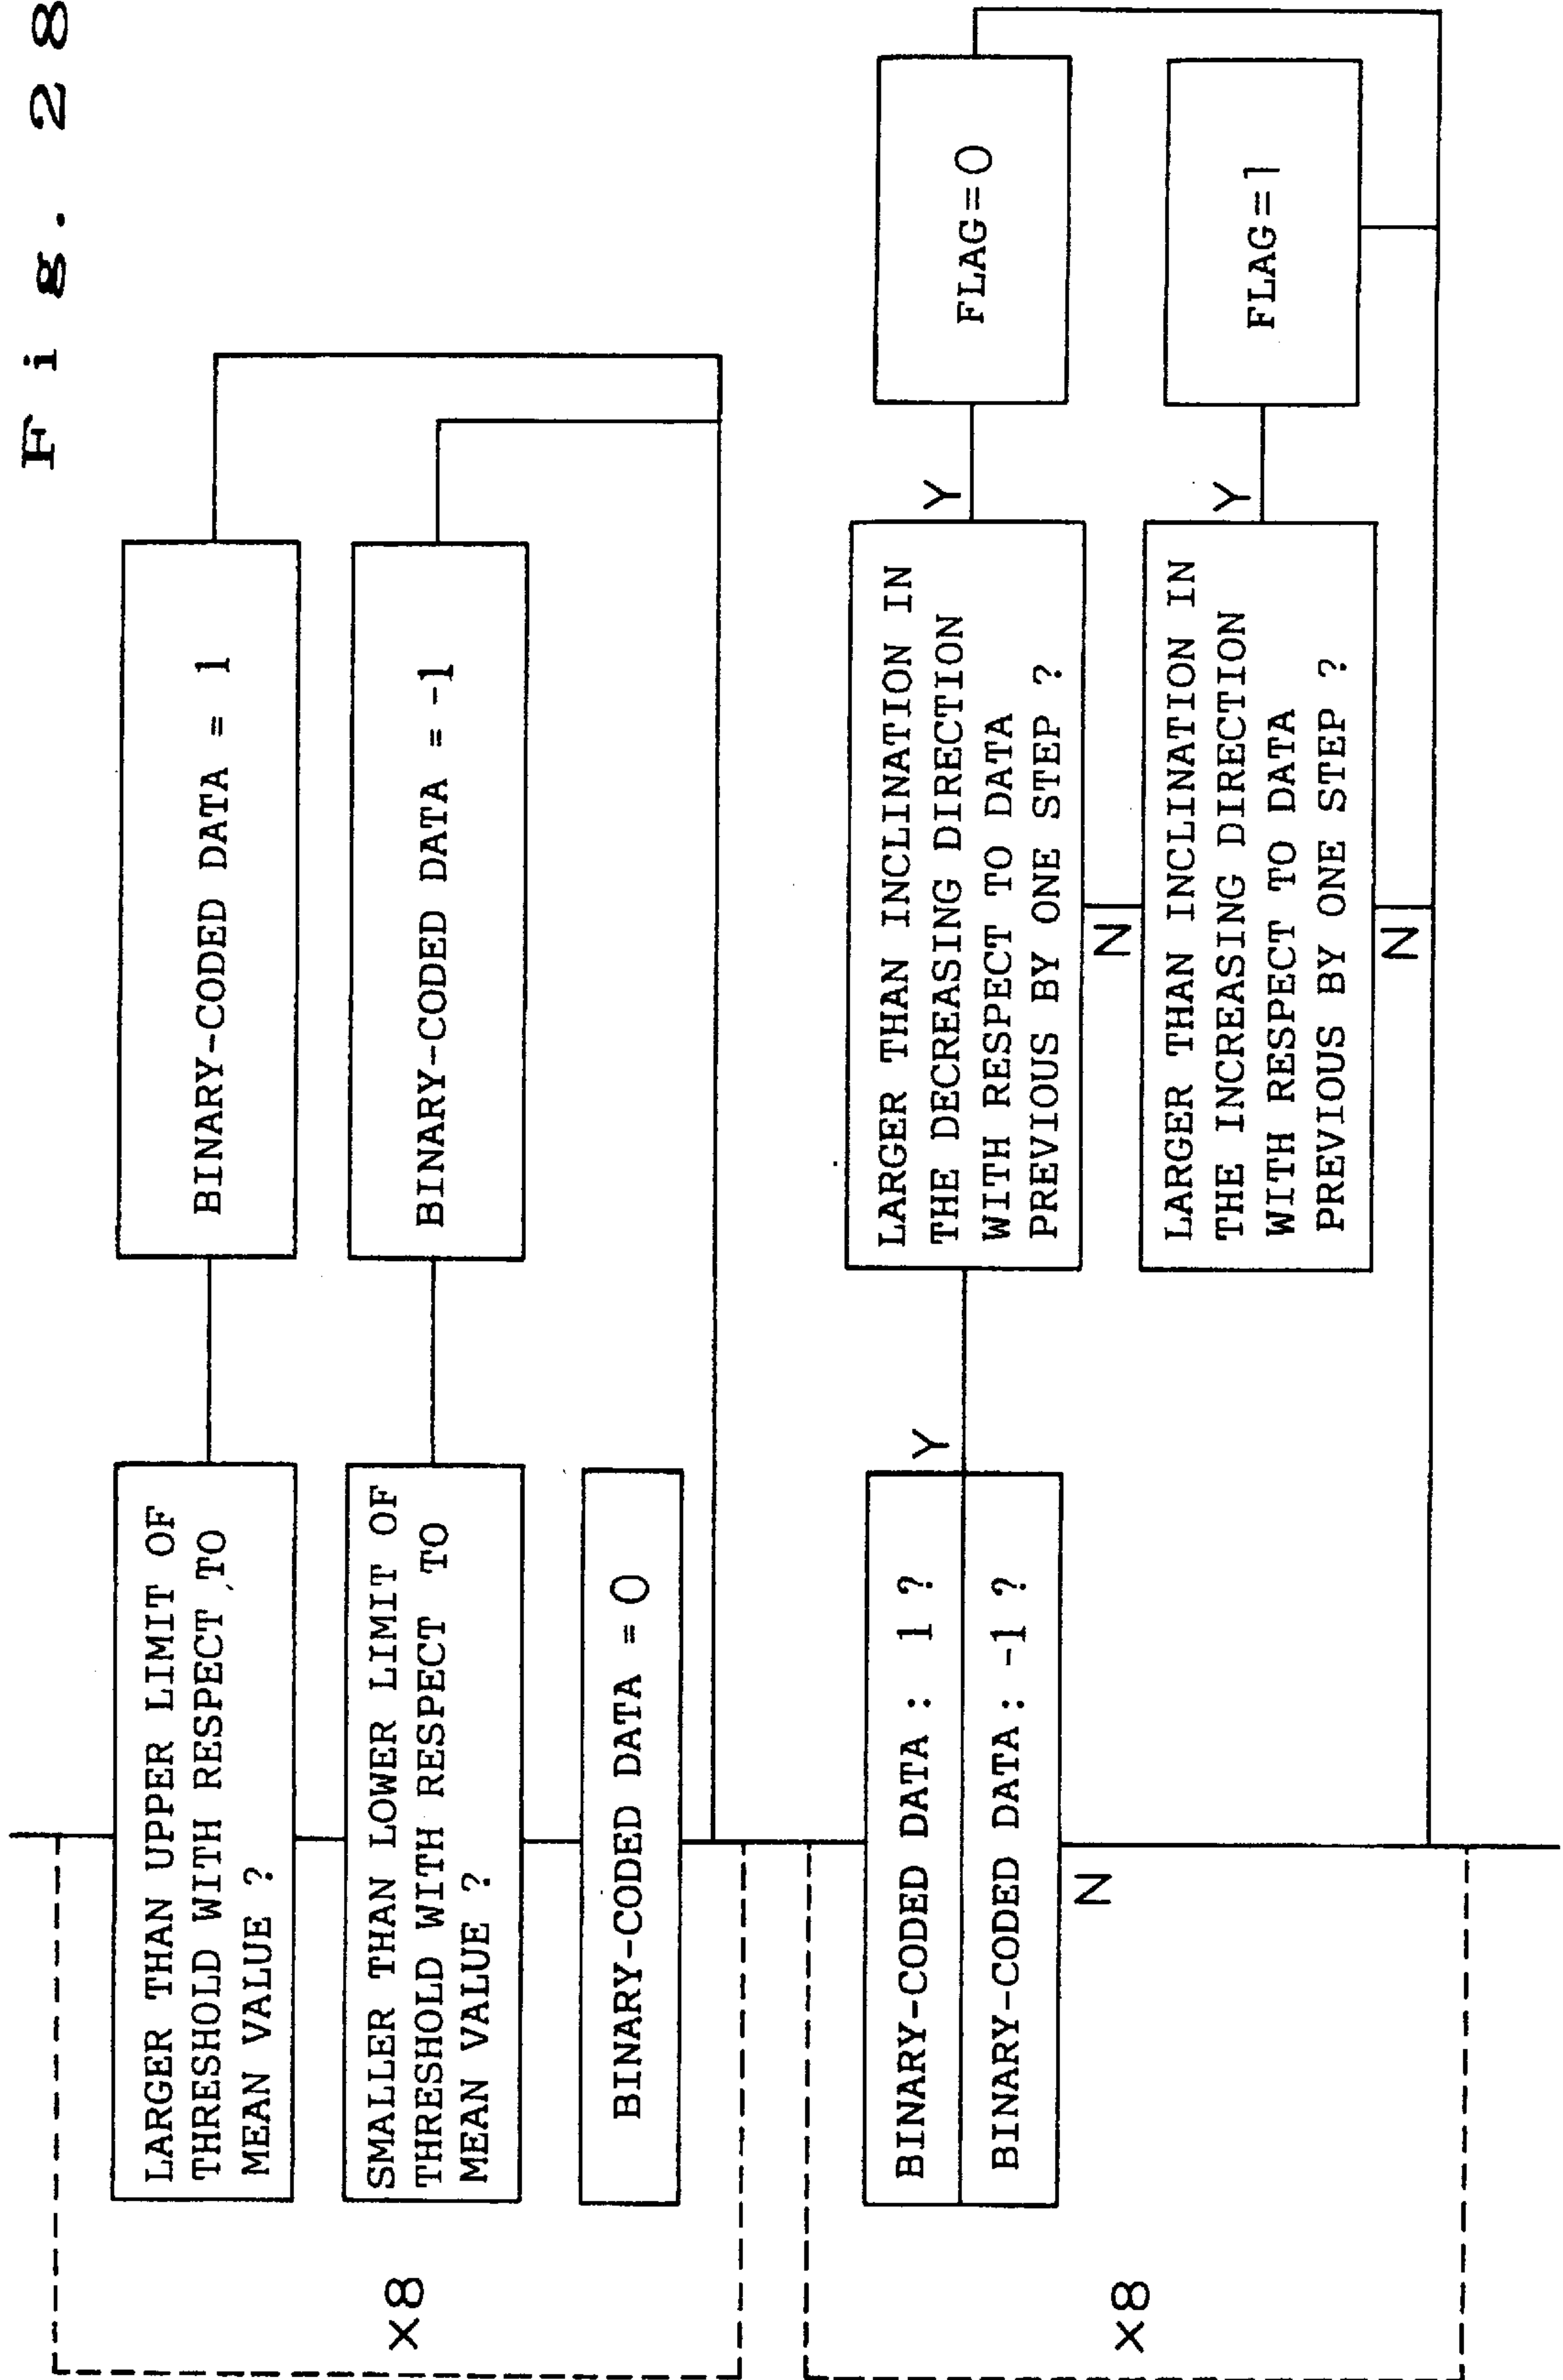 Fig. 28
LARGER THAN UPPER LIMIT OF
THRESHOLD WITH RESPECT TO
MEAN VALUE ?
BINARY-CODED DATA = 1
SMALLER THAN LOWER LIMIT OF
THRESHOLD WITH RESPECT TO
MEAN VALUE ?
BINARY-CODED DATA = -1
BINARY-CODED DATA = 0
×8
BINARY-CODED DATA : 1 ?
BINARY-CODED DATA : -1 ?
Y
N
LARGER THAN INCLINATION IN
THE DECREASING DIRECTION
WITH RESPECT TO DATA
PREVIOUS BY ONE STEP ?
Y
FLAG=0
N
LARGER THAN INCLINATION IN
THE INCREASING DIRECTION
WITH RESPECT TO DATA
PREVIOUS BY ONE STEP ?
Y
FLAG=1
N
×8